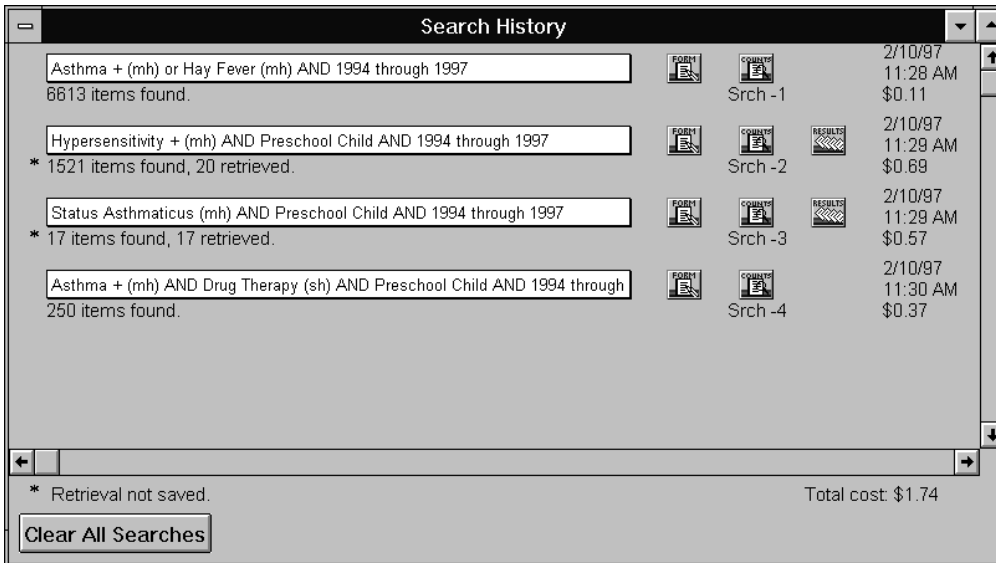 Search History
Asthma + (mh) or Hay Fever (mh) AND 1994 through 1997
FORM
COUNTS
2/10/97
11:28 AM
6613 items found.
Srch -1
$0.11
Hypersensitivity + (mh) AND Preschool Child AND 1994 through 1997
FORM
COUNTS
RESULTS
2/10/97
11:29 AM
* 1521 items found, 20 retrieved.
Srch -2
$0.69
Status Asthmaticus (mh) AND Preschool Child AND 1994 through 1997
FORM
COUNTS
RESULTS
2/10/97
11:29 AM
* 17 items found, 17 retrieved.
Srch -3
$0.57
Asthma + (mh) AND Drug Therapy (sh) AND Preschool Child AND 1994 through
FORM
COUNTS
2/10/97
11:30 AM
250 items found.
Srch -4
$0.37
* Retrieval not saved.
Total cost: $1.74
Clear All Searches